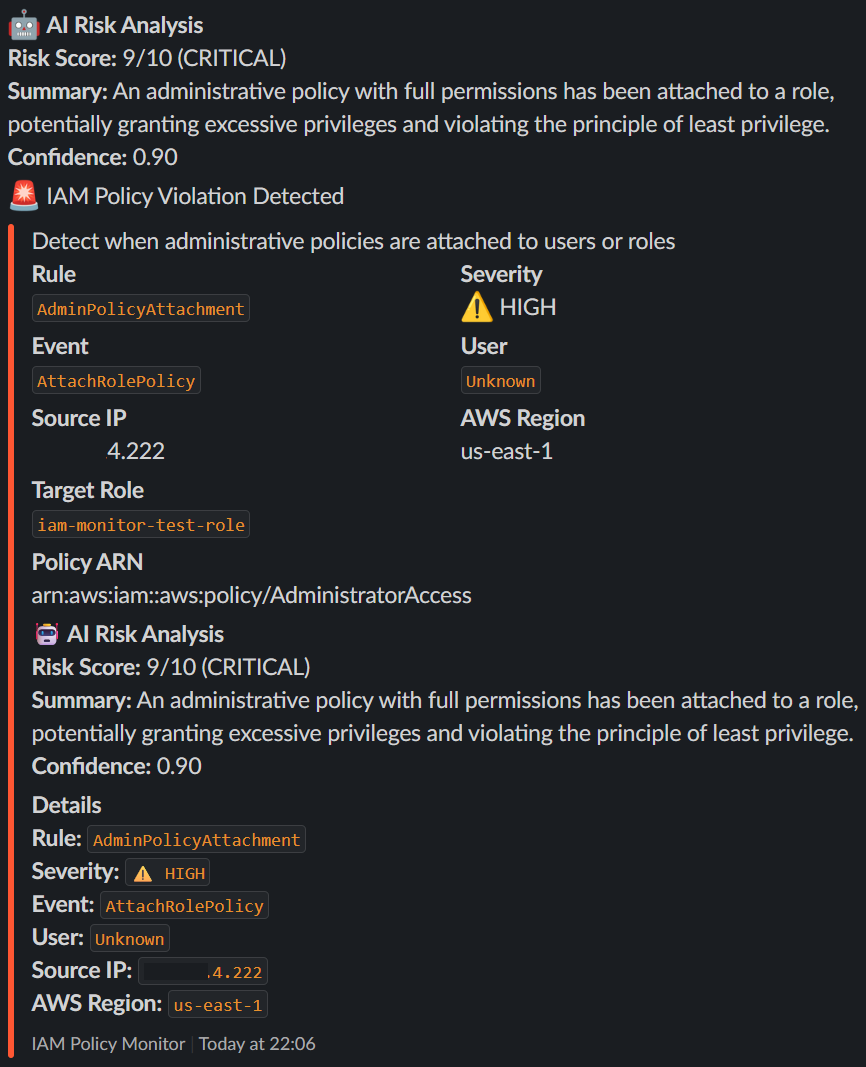 AI Risk Analysis
Risk Score: 9/10 (CRITICAL)
Summary: An administrative policy with full permissions has been attached to a role,
potentially granting excessive privileges and violating the principle of least privilege.
Confidence: 0.90
IAM Policy Violation Detected
Detect when administrative policies are attached to users or roles
Rule
AdminPolicyAttachment
Severity
HIGH
Event
AttachRolePolicy
User
Unknown
Source IP
4.222
AWS Region
us-east-1
Target Role
iam-monitor-test-role
Policy ARN
arn:aws:iam::aws:policy/AdministratorAccess
AI Risk Analysis
Risk Score: 9/10 (CRITICAL)
Summary: An administrative policy with full permissions has been attached to a role,
potentially granting excessive privileges and violating the principle of least privilege.
Confidence: 0.90
Details
Rule: AdminPolicyAttachment
Severity: HIGH
Event: AttachRolePolicy
User: Unknown
Source IP: .4.222
AWS Region: us-east-1
IAM Policy Monitor | Today at 22:06